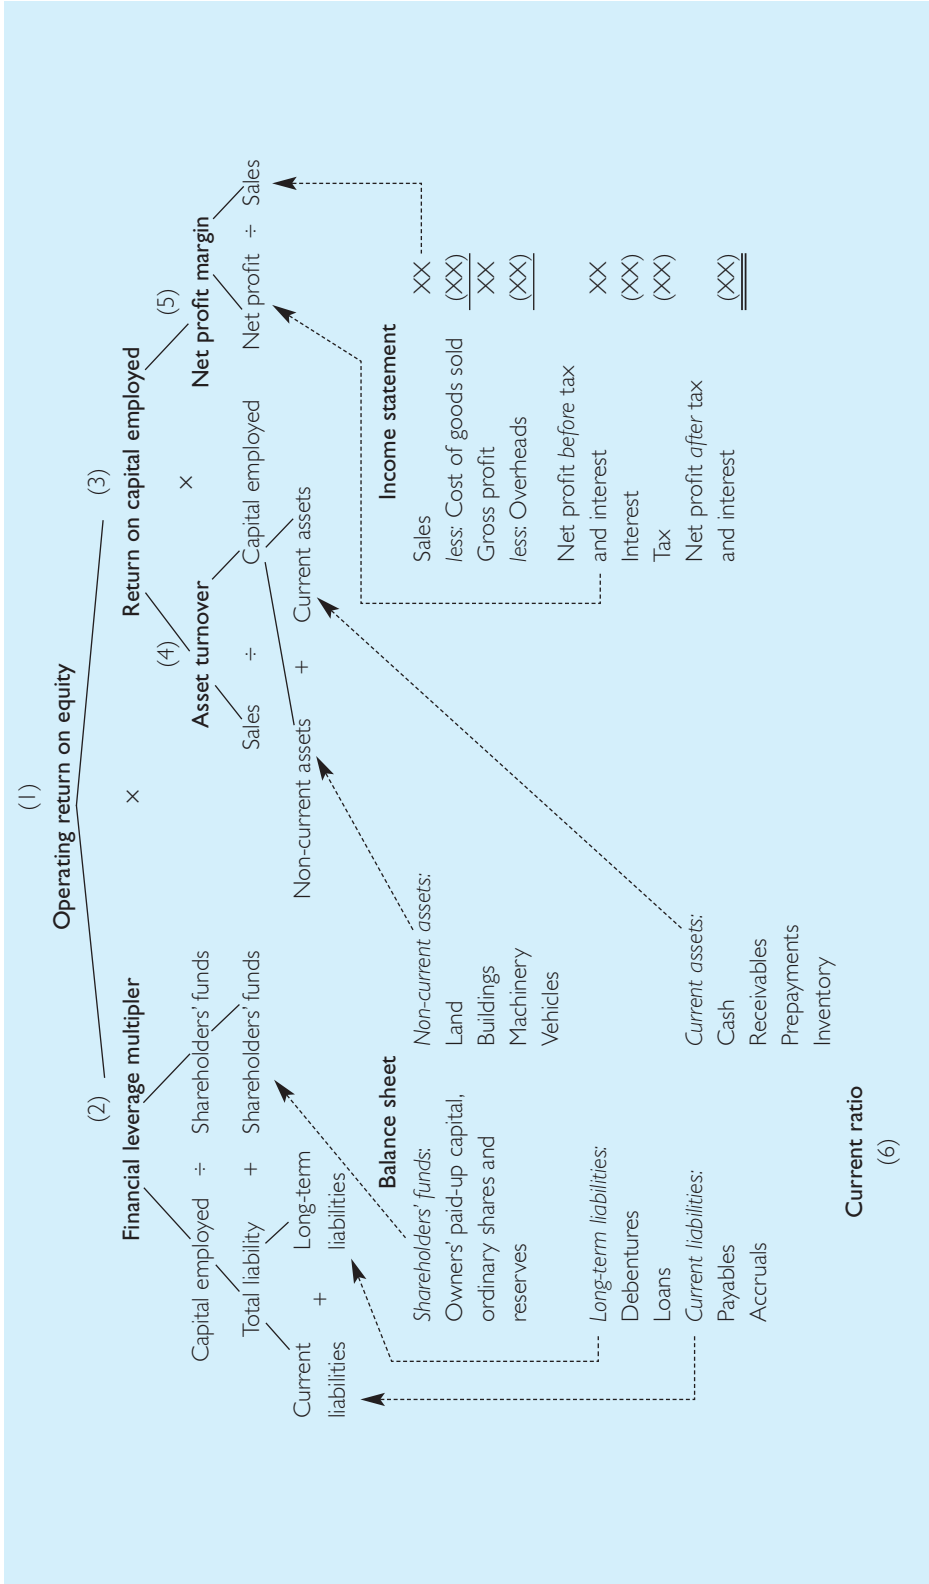 (1)
Operating return on equity
(2)
(3)
Financial leverage multipler
×
Return on capital employed
(4)
(5)
Capital employed ÷ Shareholders' funds
Asset turnover
×
Net profit margin
Total liability + Shareholders' funds
Sales ÷ Capital employed
Net profit ÷ Sales
Current
liabilities
+
Long-term
liabilities
Non-current assets + Current assets
Balance sheet
Income statement
Shareholders' funds:
Owners' paid-up capital,
ordinary shares and
reserves
Long-term liabilities:
Debentures
Loans
Current liabilities:
Payables
Accruals
Non-current assets:
Land
Buildings
Machinery
Vehicles
Current assets:
Cash
Receivables
Prepayments
Inventory
Sales XX
less: Cost of goods sold (XX)
Gross profit XX
less: Overheads (XX)
Net profit before tax
and interest XX
Interest (XX)
Tax (XX)
Net profit after tax
and interest (XX)
Current ratio
(6)